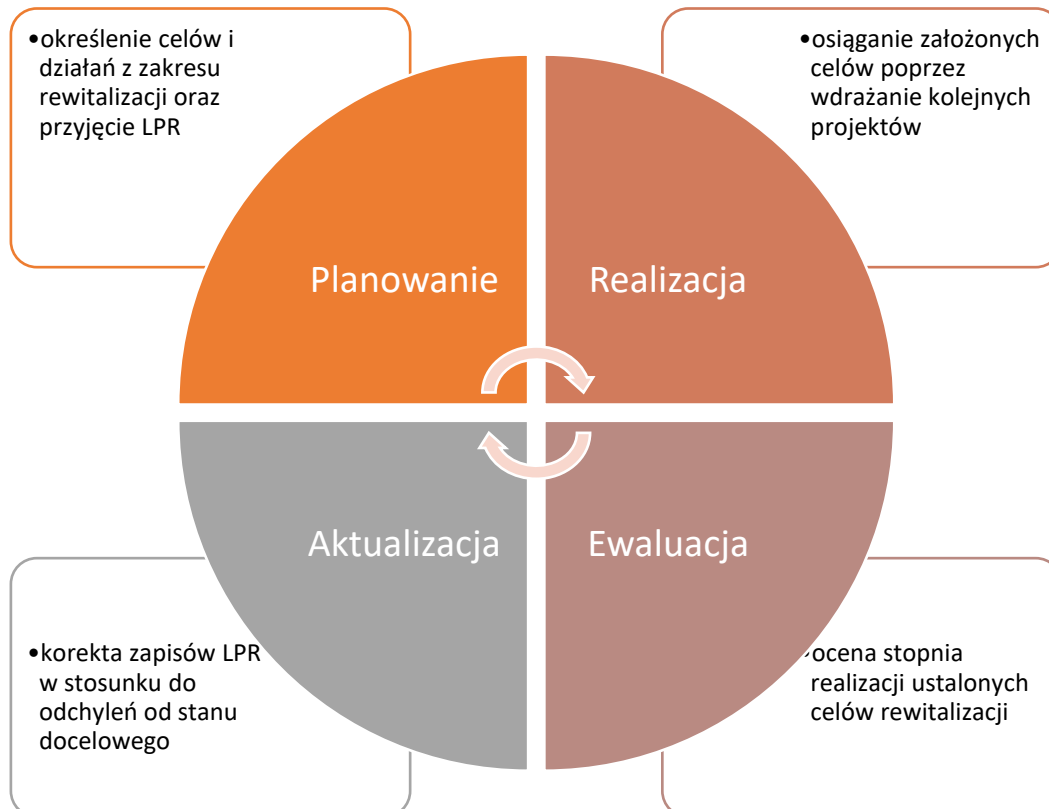 •określenie celów i
działań z zakresu
rewitalizacji oraz
przyjęcie LPR
•osiąganie założonych
celów poprzez
wdrażanie kolejnych
projektów
Planowanie
Realizacja
Aktualizacja
Ewaluacja
•korekta zapisów LPR
w stosunku do
odchyleń od stanu
docelowego
•ocena stopnia
realizacji ustalonych
celów rewitalizacji